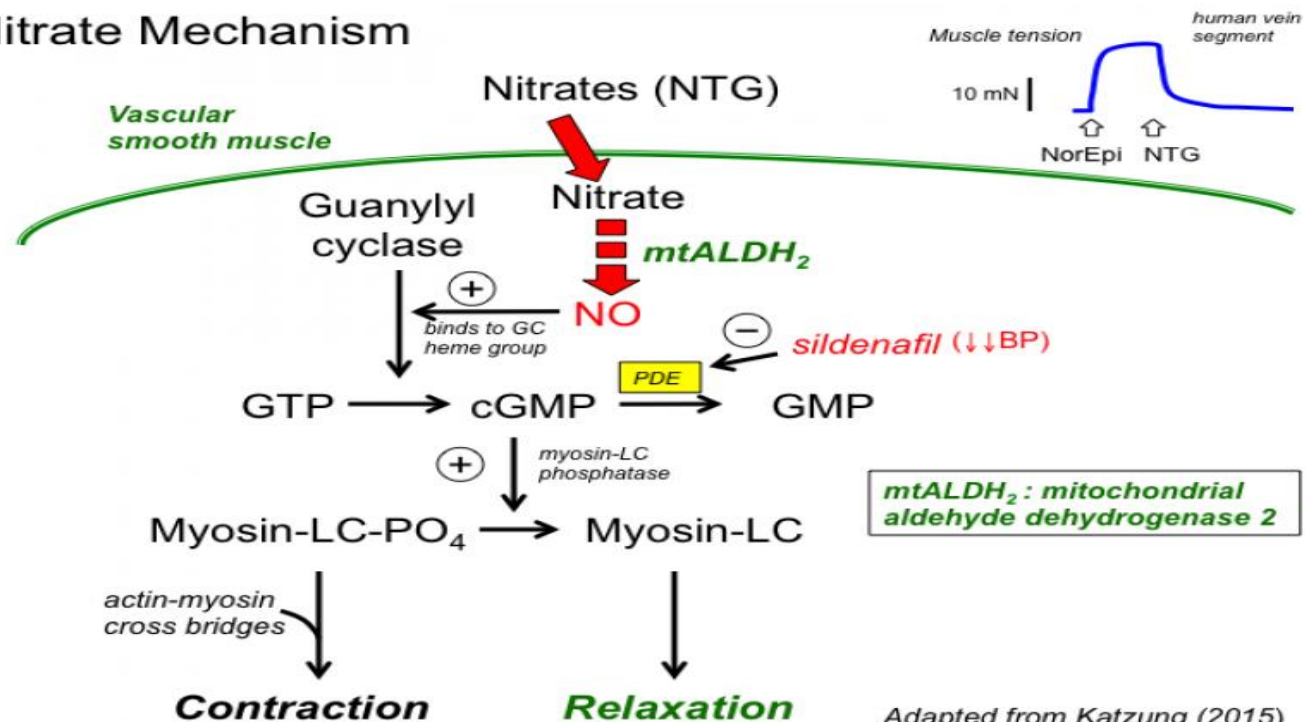 litrate Mechanism
Muscle tension
human vein
segment
10 mN
NorEpi NTG
Nitrates (NTG)
Vascular
smooth muscle
Guanylyl
cyclase
Nitrate
mtALDH₂
+
NO
binds to GC
heme group
−
sildenafil (↓↓BP)
PDE
GTP cGMP GMP
+
myosin-LC
phosphatase
mtALDH₂ : mitochondrial
aldehyde dehydrogenase 2
Myosin-LC-PO₄ Myosin-LC
actin-myosin
cross bridges
Contraction Relaxation
Adapted from Katzung (2015)